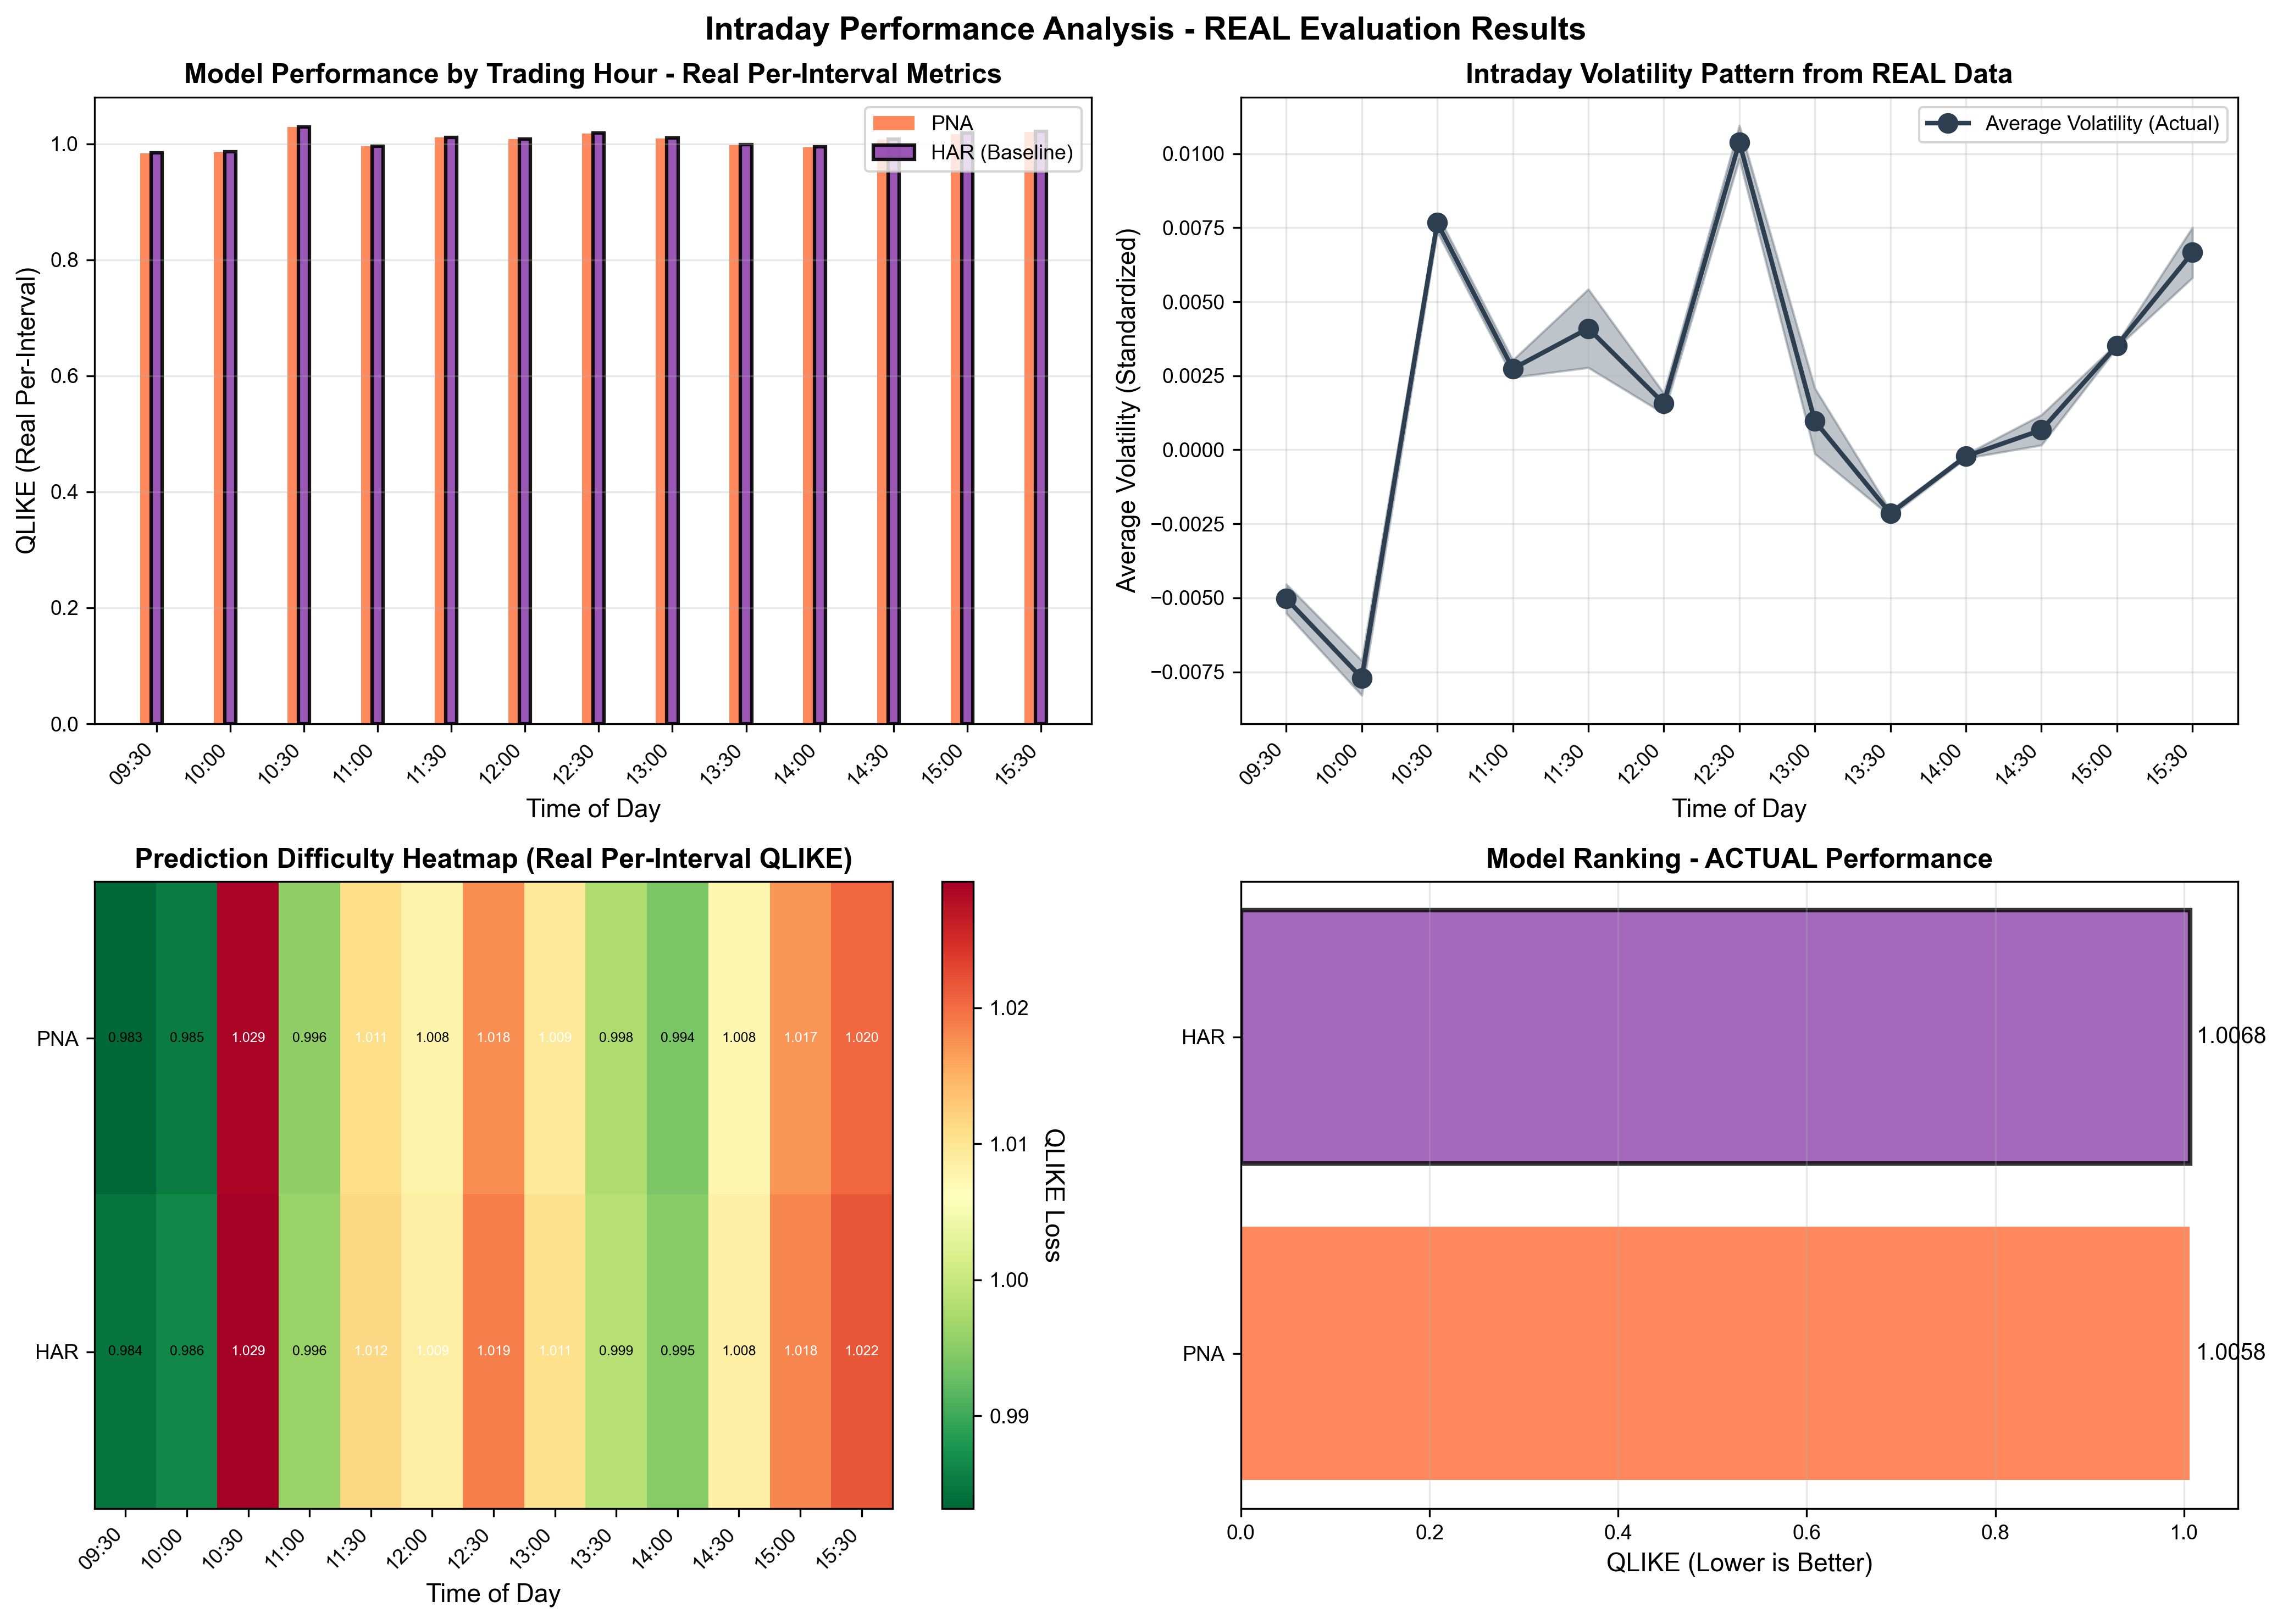 Intraday Performance Analysis - REAL Evaluation Results
Model Performance by Trading Hour - Real Per-Interval Metrics
PNA
HAR (Baseline)
QLIKE (Real Per-Interval)
1.0
0.8
0.6
0.4
0.2
0.0
09:30 10:00 10:30 11:00 11:30 12:00 12:30 13:00 13:30 14:00 14:30 15:00 15:30
Time of Day
Intraday Volatility Pattern from REAL Data
Average Volatility (Actual)
Average Volatility (Standardized)
0.0100
0.0075
0.0050
0.0025
0.0000
−0.0025
−0.0050
−0.0075
09:30 10:00 10:30 11:00 11:30 12:00 12:30 13:00 13:30 14:00 14:30 15:00 15:30
Time of Day
Prediction Difficulty Heatmap (Real Per-Interval QLIKE)
PNA 0.983 0.985 1.029 0.996 1.011 1.008 1.018 1.009 0.998 0.994 1.008 1.017 1.020
HAR 0.984 0.986 1.029 0.996 1.012 1.009 1.019 1.011 0.999 0.995 1.008 1.018 1.022
09:30 10:00 10:30 11:00 11:30 12:00 12:30 13:00 13:30 14:00 14:30 15:00 15:30
Time of Day
1.02
1.01
1.00
0.99
QLIKE Loss
Model Ranking - ACTUAL Performance
HAR 1.0068
PNA 1.0058
0.0 0.2 0.4 0.6 0.8 1.0
QLIKE (Lower is Better)